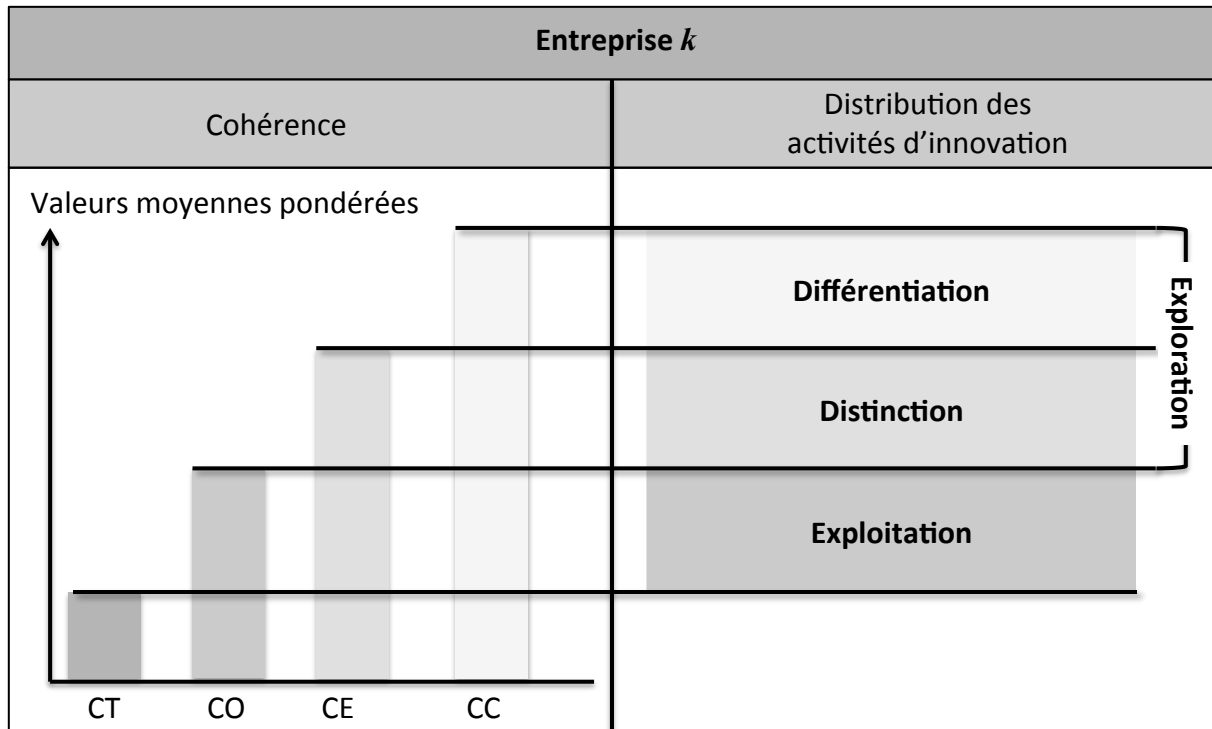 Entreprise k
Cohérence
Distribution des
activités d’innovation
Valeurs moyennes pondérées
Différentiation
Distinction
Exploitation
Exploration
CT
CO
CE
CC